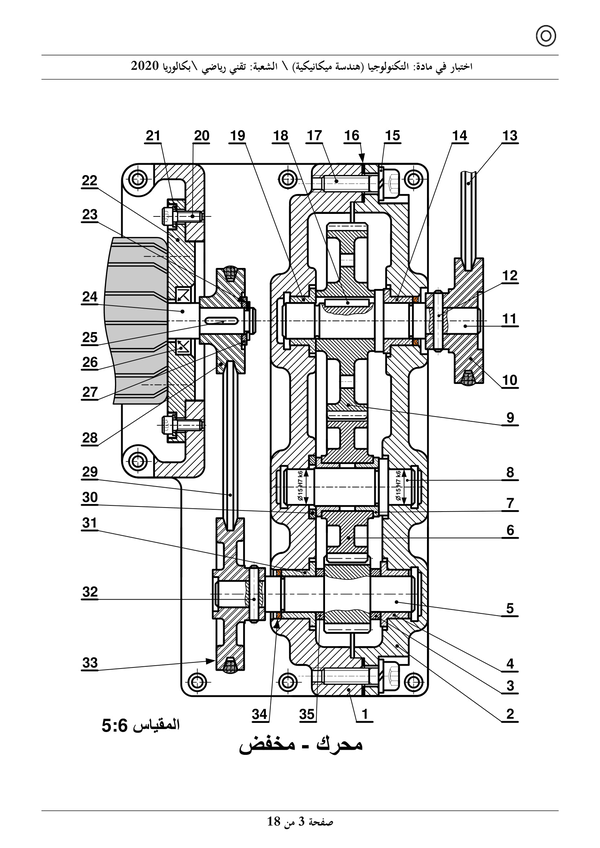 اختبار في مادة: التكنولوجيا (هندسة ميكانيكية) \ الشعبة: تقني رياضي \بكالوريا 2020
21 20 19 18 17 16 15 14 13
22
23
24
25
26
27
28
29
30
31
32
33
12
11
10
9
8
7
6
5
4
3
2
34 35 1
Ø15 H7 k6
Ø15 H7 k6
المقياس 5:6
محرك - مخفض
صفحة 3 من 18